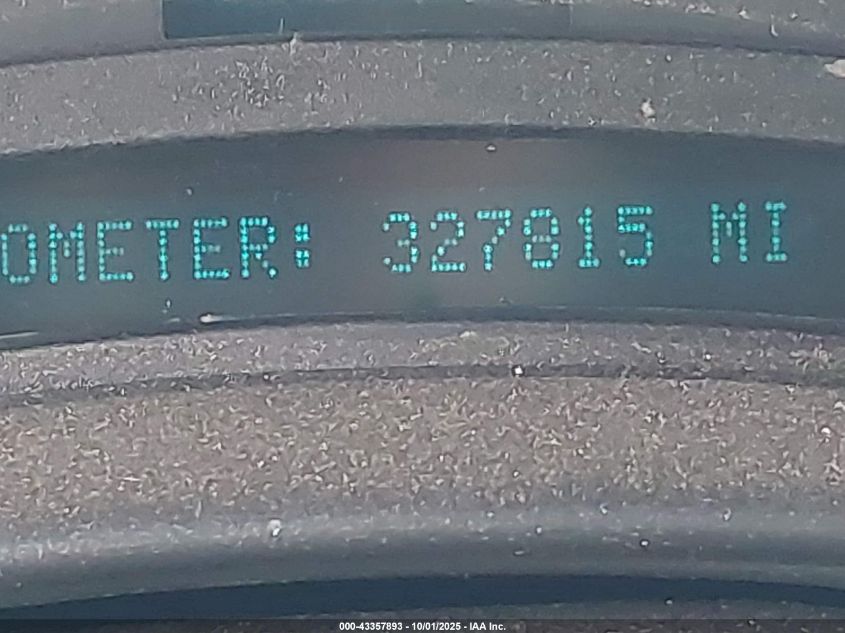 OMETER: 327815 MI
000-43357893 - 10/01/2025 - IAA Inc.